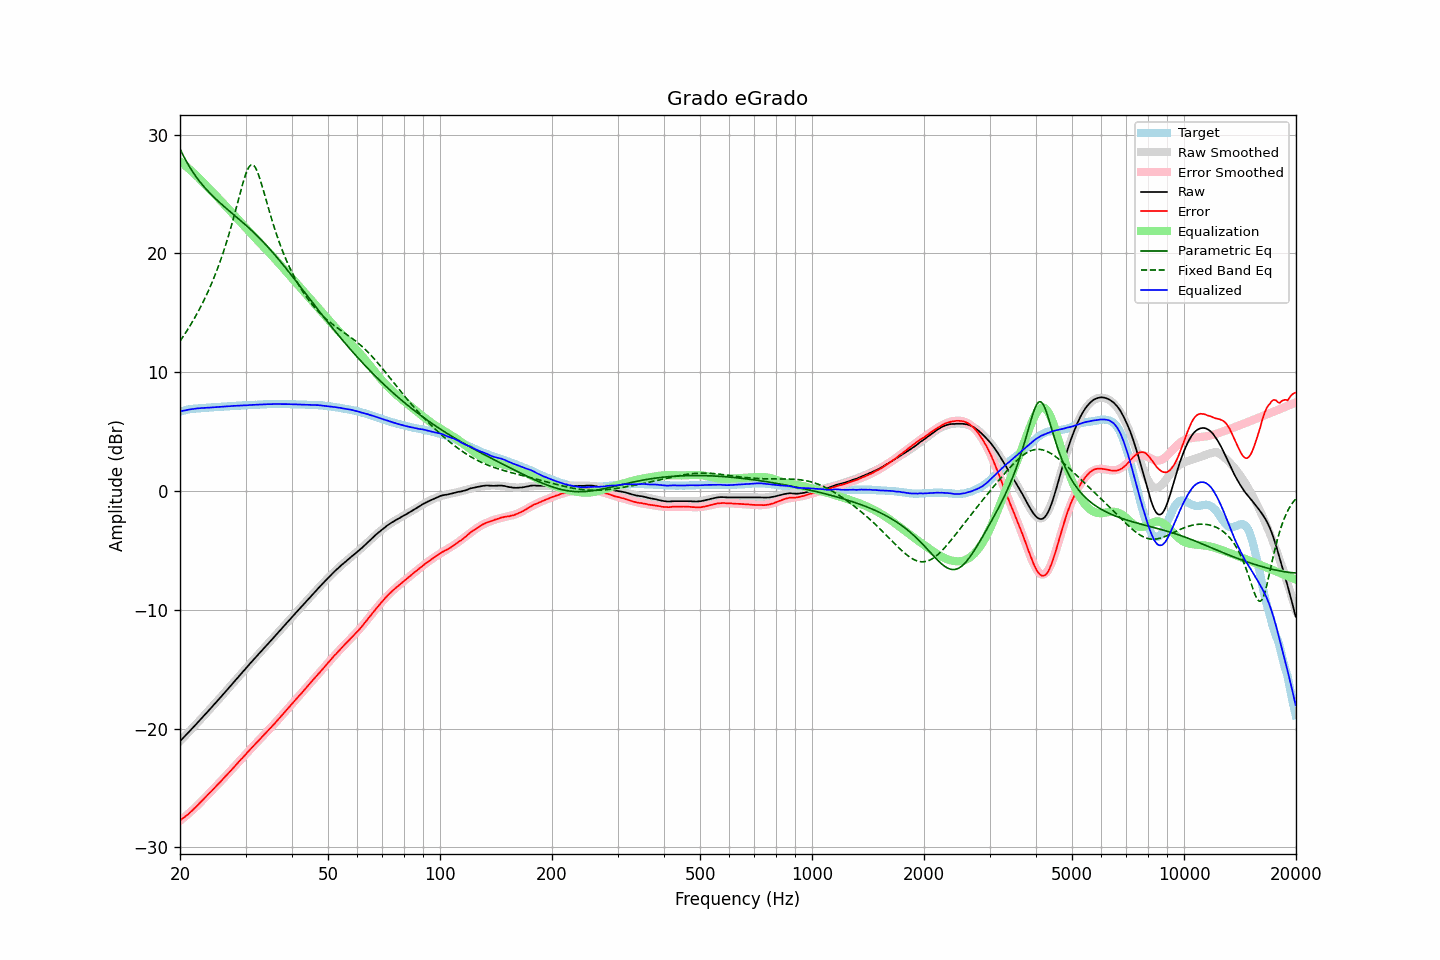 Grado eGrado
Target
Raw Smoothed
Error Smoothed
Raw
Error
Equalization
Parametric Eq
Fixed Band Eq
Equalized
Amplitude (dBr)
30
20
10
0
−10
−20
−30
20 50 100 200 500 1000 2000 5000 10000 20000
Frequency (Hz)